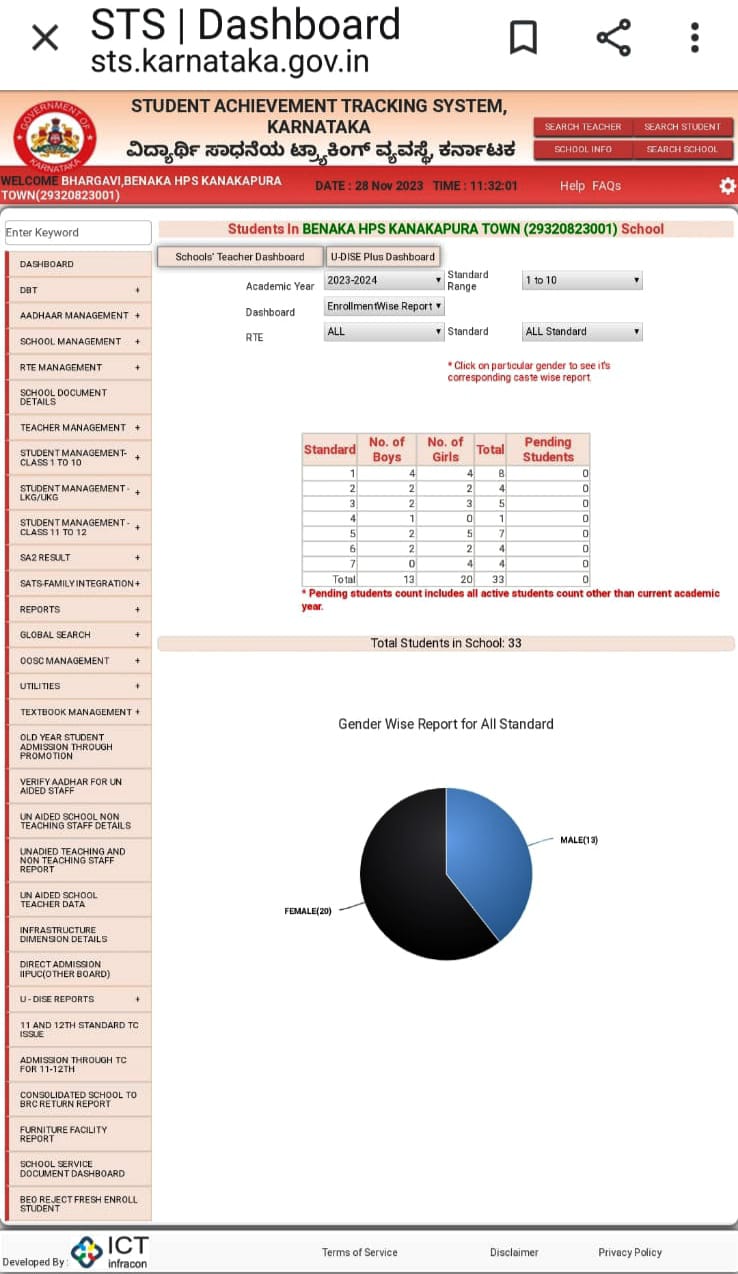 STS | Dashboard
sts.karnataka.gov.in
GOVERNMENT OF
KARNATAKA
STUDENT ACHIEVEMENT TRACKING SYSTEM,
KARNATAKA
ವಿದ್ಯಾರ್ಥಿ ಸಾಧನೆಯ ಟ್ರ್ಯಾಕಿಂಗ್ ವ್ಯವಸ್ಥೆ, ಕರ್ನಾಟಕ
SEARCH TEACHER SEARCH STUDENT
SCHOOL INFO SEARCH SCHOOL
WELCOME BHARGAVI,BENAKA HPS KANAKAPURA
TOWN(29320823001)
DATE : 28 Nov 2023 TIME : 11:32:01
Help FAQs
Enter Keyword
DASHBOARD
DBT +
AADHAAR MANAGEMENT +
SCHOOL MANAGEMENT +
RTE MANAGEMENT +
SCHOOL DOCUMENT
DETAILS
TEACHER MANAGEMENT +
STUDENT MANAGEMENT- +
CLASS 1 TO 10
STUDENT MANAGEMENT - +
LKG/UKG
STUDENT MANAGEMENT - +
CLASS 11 TO 12
SA2 RESULT +
SATS-FAMILY INTEGRATION +
REPORTS +
GLOBAL SEARCH +
OOSC MANAGEMENT +
UTILITIES +
TEXTBOOK MANAGEMENT +
OLD YEAR STUDENT
ADMISSION THROUGH
PROMOTION
VERIFY AADHAR FOR UN
AIDED STAFF
UN AIDED SCHOOL NON
TEACHING STAFF DETAILS
UNADIED TEACHING AND
NON TEACHING STAFF
REPORT
UN AIDED SCHOOL
TEACHER DATA
INFRASTRUCTURE
DIMENSION DETAILS
DIRECT ADMISSION
IIPUC(OTHER BOARD)
U - DISE REPORTS +
11 AND 12TH STANDARD TC
ISSUE
ADMISSION THROUGH TC
FOR 11-12TH
CONSOLIDATED SCHOOL TO
BRC RETURN REPORT
FURNITURE FACILITY
REPORT
SCHOOL SERVICE
DOCUMENT DASHBOARD
BEO REJECT FRESH ENROLL
STUDENT
Students In BENAKA HPS KANAKAPURA TOWN (29320823001) School
Schools' Teacher Dashboard U-DISE Plus Dashboard
Academic Year 2023-2024 Standard Range 1 to 10
Dashboard EnrollmentWise Report
RTE ALL Standard ALL Standard
* Click on particular gender to see it's
corresponding caste wise report.
Standard No. of Boys No. of Girls Total Pending Students
1 4 4 8 0
2 2 2 4 0
3 2 3 5 0
4 1 0 1 0
5 2 5 7 0
6 2 2 4 0
7 0 4 4 0
Total 13 20 33 0
* Pending students count includes all active students count other than current academic
year.
Total Students in School: 33
Gender Wise Report for All Standard
MALE(13)
FEMALE(20)
Developed By : ICT
infracon
Terms of Service Disclaimer Privacy Policy